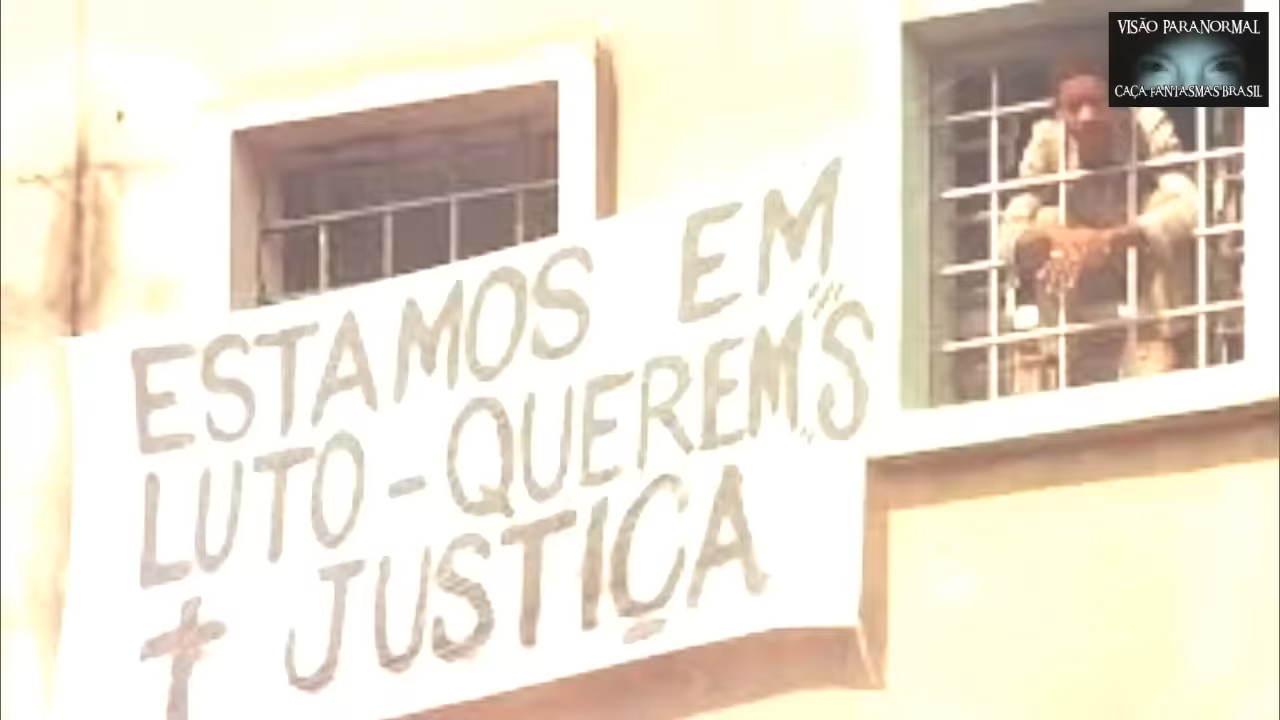 VISÃO PARANORMAL
CAÇA FANTASMAS BRASIL
ESTAMOS EM
LUTO - QUEREMS
JUSTIÇA